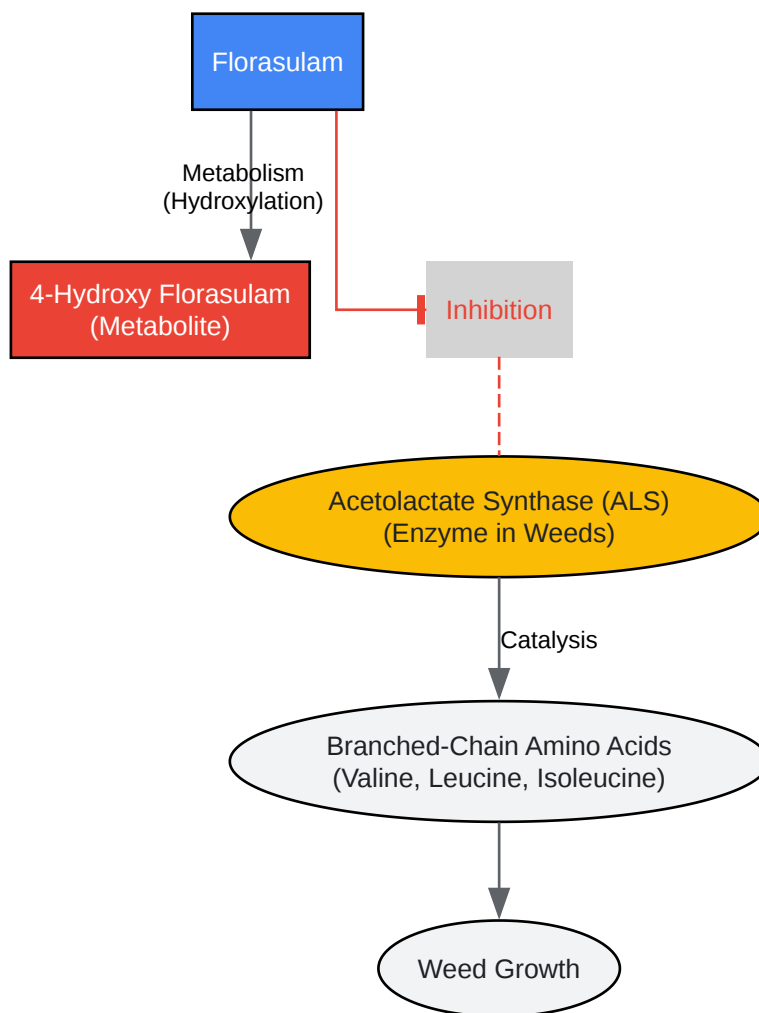 Florasulam
Metabolism
(Hydroxylation)
4-Hydroxy Florasulam
(Metabolite)
Inhibition
Acetolactate Synthase (ALS)
(Enzyme in Weeds)
Catalysis
Branched-Chain Amino Acids
(Valine, Leucine, Isoleucine)
Weed Growth